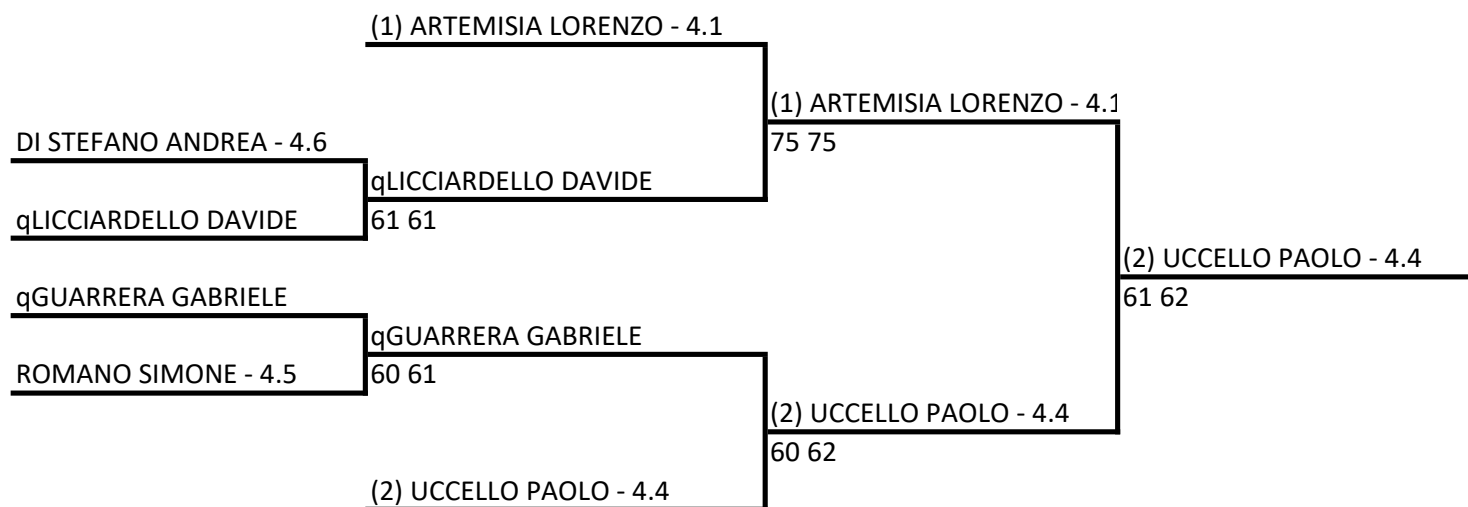 (1) ARTEMISIA LORENZO - 4.1
(1) ARTEMISIA LORENZO - 4.1
DI STEFANO ANDREA - 4.6
75 75
qLICCIARDELLO DAVIDE
qLICCIARDELLO DAVIDE
61 61
(2) UCCELLO PAOLO - 4.4
qGUARRERA GABRIELE
61 62
qGUARRERA GABRIELE
ROMANO SIMONE - 4.5
60 61
(2) UCCELLO PAOLO - 4.4
60 62
(2) UCCELLO PAOLO - 4.4